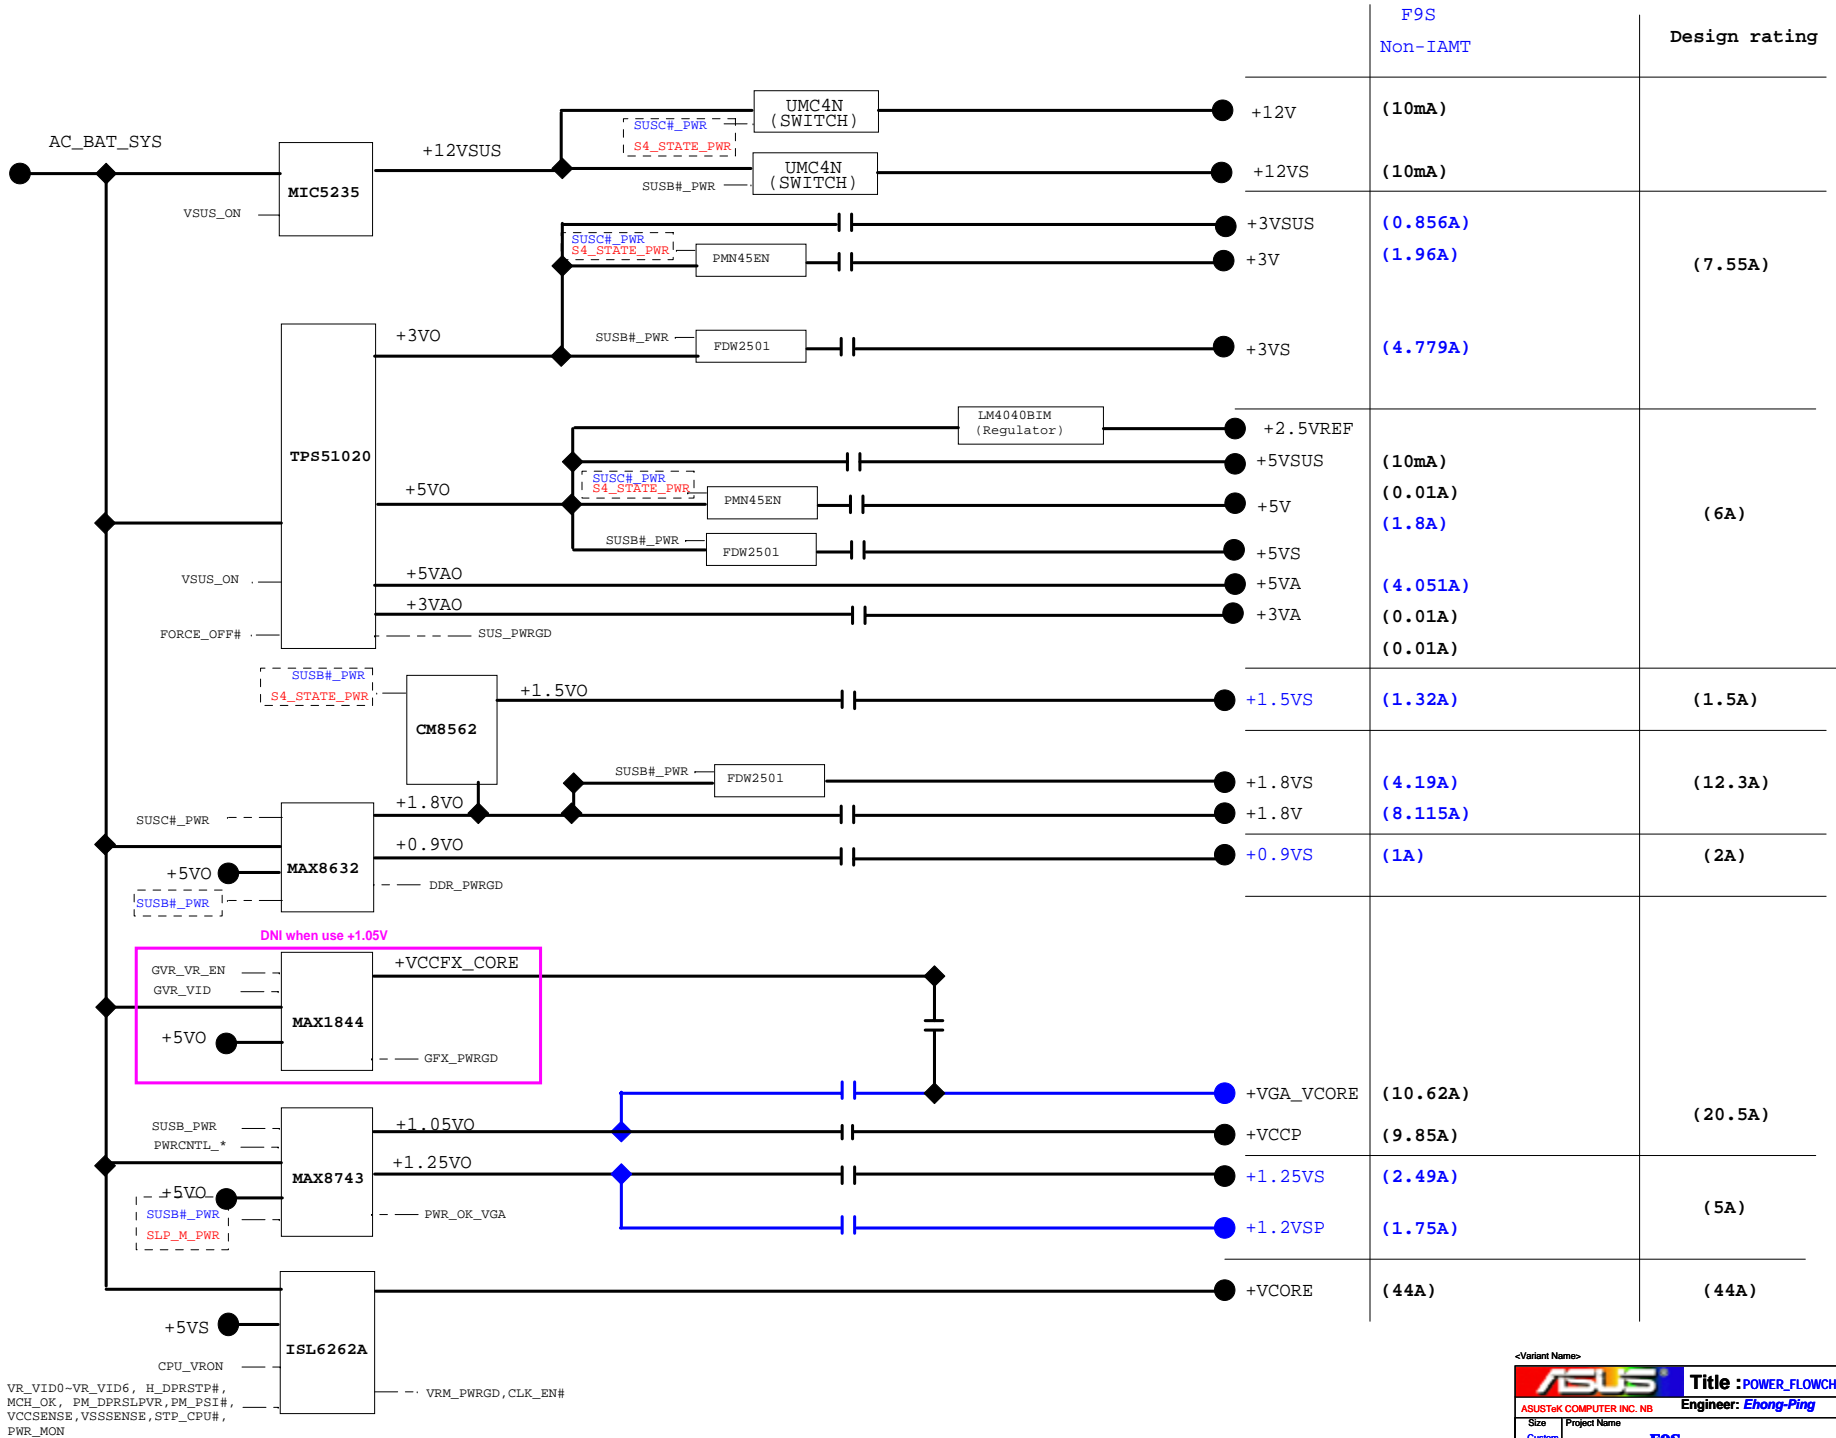 F9S
Non-IAMT
Design rating
UMC4N
(SWITCH)
SUSC#_PWR
S4_STATE_PWR
+12V
(10mA)
AC_BAT_SYS
+12VSUS
MIC5235
UMC4N
(SWITCH)
SUSB#_PWR
+12VS
(10mA)
VSUS_ON
+3VSUS
(0.856A)
SUSC#_PWR
S4_STATE_PWR
PMN45EN
+3V
(1.96A)
(7.55A)
+3VO
SUSB#_PWR
FDW2501
+3VS
(4.779A)
LM4040BIM
(Regulator)
+2.5VREF
TPS51020
+5VSUS
(10mA)
SUSC#_PWR
S4_STATE_PWR
+5VO
PMN45EN
+5V
(0.01A)
(1.8A)
(6A)
SUSB#_PWR
FDW2501
+5VS
VSUS_ON
+5VAO
+5VA
(4.051A)
+3VAO
+3VA
(0.01A)
FORCE_OFF#
SUS_PWRGD
(0.01A)
SUSB#_PWR
S4_STATE_PWR
+1.5VO
CM8562
+1.5VS
(1.32A)
(1.5A)
SUSB#_PWR
FDW2501
+1.8VS
(4.19A)
(12.3A)
+1.8VO
+1.8V
(8.115A)
SUSC#_PWR
+0.9VO
+0.9VS
(1A)
(2A)
+5VO
MAX8632
DDR_PWRGD
SUSB#_PWR
DNI when use +1.05V
GVR_VR_EN
GVR_VID
+VCCFX_CORE
MAX1844
+5VO
GFX_PWRGD
+VGA_VCORE
(10.62A)
(20.5A)
SUSB_PWR
PWRCNTL_*
+1.05VO
+VCCP
(9.85A)
+1.25VO
MAX8743
+1.25VS
(2.49A)
+5VO
SUSB#_PWR
SLP_M_PWR
PWR_OK_VGA
(5A)
+1.2VSP
(1.75A)
+VCORE
(44A)
(44A)
+5VS
ISL6262A
CPU_VRON
VR_VID0~VR_VID6, H_DPRSTP#,
MCH_OK, PM_DPRSLPVR,PM_PSI#,
VCCSENSE,VSSSENSE,STP_CPU#,
PWR_MON
VRM_PWRGD,CLK_EN#
<Variant Name>
ASUS
Title : POWER_FLOWCH
ASUSTeK COMPUTER INC. NB
Engineer: Ehong-Ping
Size
Project Name
Custom
F9S